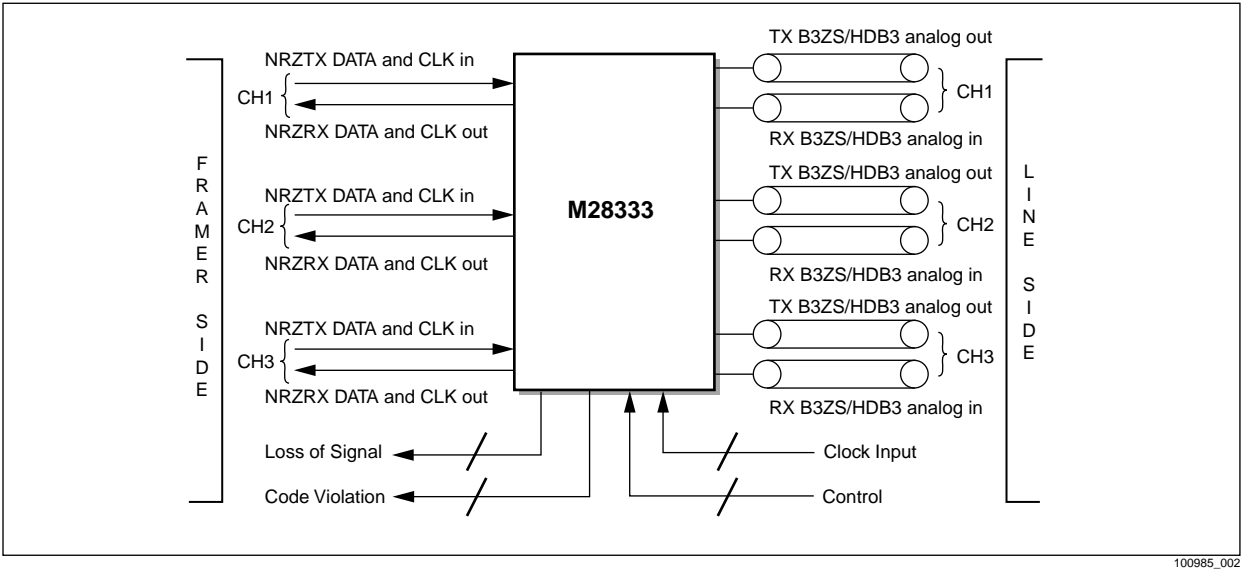 NRZTX DATA and CLK in
CH1
NRZRX DATA and CLK out
NRZTX DATA and CLK in
CH2
NRZRX DATA and CLK out
NRZTX DATA and CLK in
CH3
NRZRX DATA and CLK out
FRAMER SIDE
Loss of Signal
Code Violation
M28333
TX B3ZS/HDB3 analog out
CH1
RX B3ZS/HDB3 analog in
TX B3ZS/HDB3 analog out
CH2
RX B3ZS/HDB3 analog in
TX B3ZS/HDB3 analog out
CH3
RX B3ZS/HDB3 analog in
LINE SIDE
Clock Input
Control
100985_002